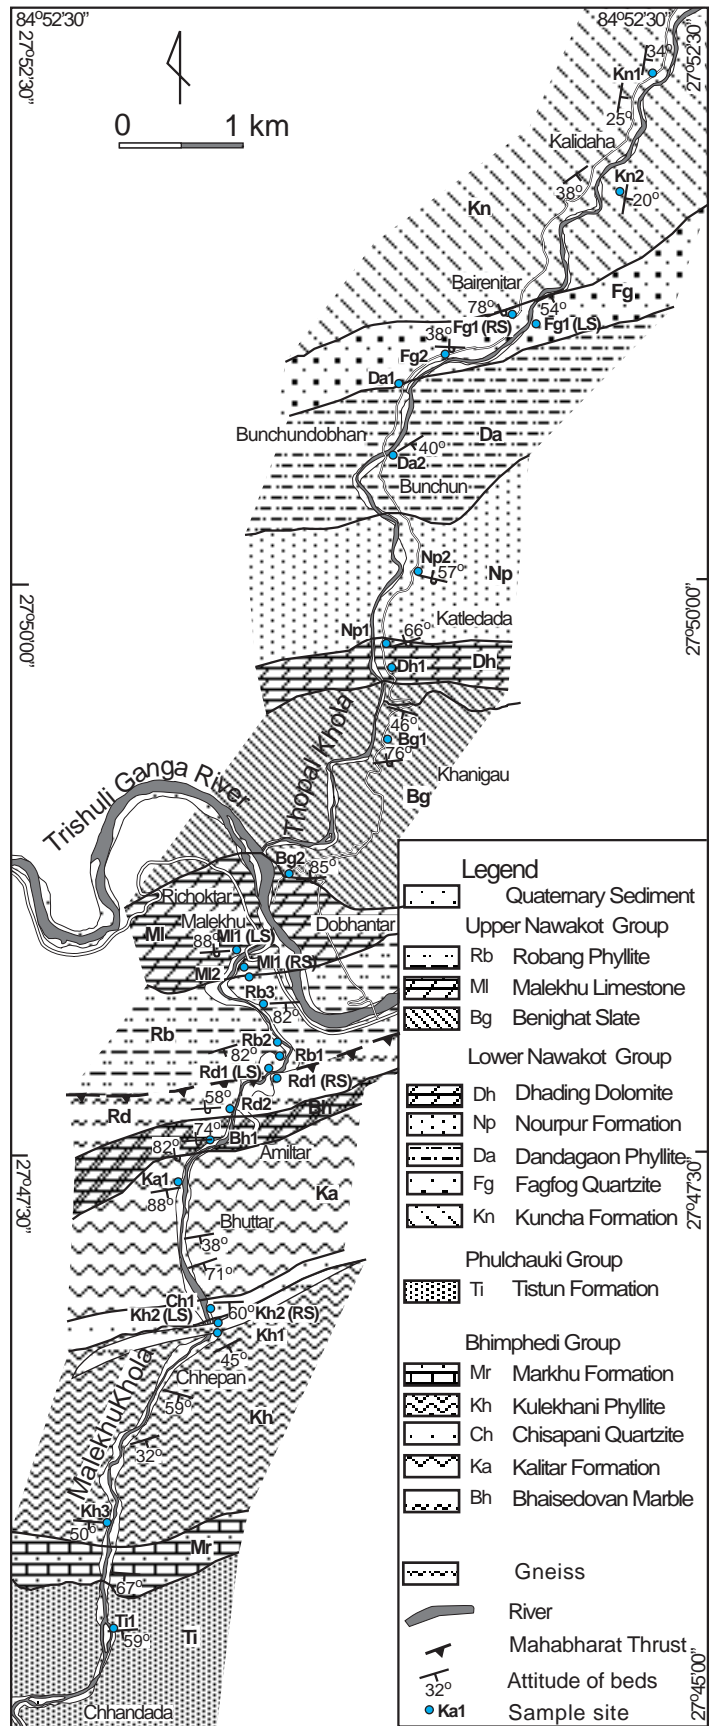 84°52'30"
84°52'30"
27°52'30"
27°52'30"
34°
Kn1
0 1 km
25°
Kalidaha
Kn2
38°
20°
Kn
Bairenitar
Fg
78°
54°
Fg1 (RS)
Fg1 (LS)
38°
Fg2
Da1
Bunchundobhan
Da
40°
Da2
Bunchun
Np2
57°
Np
27°50'00"
27°50'00"
Katledada
Np1
66°
Dh
Dh1
Thopal Khola
46°
Bg1
76°
Khanigau
Trishuli Ganga River
Bg
Bg2
85°
Richoktar
Malekhu
Dobhantar
Ml
Ml1 (LS)
88°
Ml1 (RS)
Ml2
Rb3
82°
Rb
Rb2
82°
Rb1
Rd1 (LS)
Rd1 (RS)
58°
Rd
Rd2
Bh
74°
Bh1
82°
Amiltar
27°47'30"
27°47'30"
Ka1
Ka
88°
Bhuttar
38°
71°
Ch1
Kh2 (LS)
60°
Kh2 (RS)
Kh1
45°
Chhepan
Malekhu Khola
59°
Kh
32°
Kh3
50°
Mr
67°
Ti1
59°
Ti
Chhandada
27°45'00"
Legend
Quaternary Sediment
Upper Nawakot Group
Rb Robang Phyllite
Ml Malekhu Limestone
Bg Benighat Slate
Lower Nawakot Group
Dh Dhading Dolomite
Np Nourpur Formation
Da Dandagaon Phyllite
Fg Fagfog Quartzite
Kn Kuncha Formation
Phulchauki Group
Ti Tistun Formation
Bhimphedi Group
Mr Markhu Formation
Kh Kulekhani Phyllite
Ch Chisapani Quartzite
Ka Kalitar Formation
Bh Bhaisedovan Marble
Gneiss
River
Mahabharat Thrust
32° Attitude of beds
Ka1 Sample site